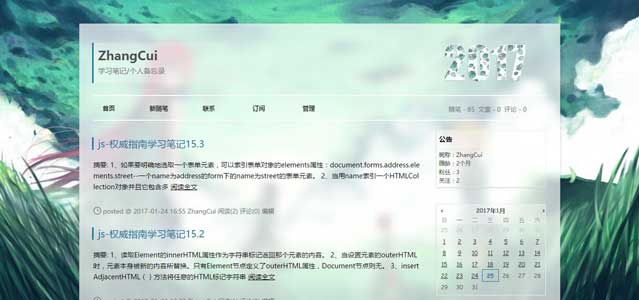 ZhangCui
学习笔记/个人备忘录
2017
首页 新随笔 联系 订阅 管理
随笔 - 65 文章 - 0 评论 - 0
js-权威指南学习笔记15.3
摘要: 1、如果要明确地选取一个表单元素，可以索引表单对象的elements属性：document.forms.address.ele
ments.street--一个name为address的form下的name为street的表单元素。 2、当用name索引一个HTMLCol
lection对象并且它包含多 阅读全文
posted @ 2017-01-24 16:55 ZhangCui 阅读(2) 评论(0) 编辑
js-权威指南学习笔记15.2
摘要: 1、读取Element的innerHTML属性作为字符串标记返回那个元素的内容。 2、当设置元素的outerHTML
时，元素本身被新的内容所替换。只有Element节点定义了outerHTML属性，Document节点则无。 3、insert
AdjacentHTML（ ）方法将任意的HTML标记字符串 阅读全文
公告
昵称：ZhangCui
园龄：2个月
粉丝：3
关注：2
2017年1月
日 一 二 三 四 五 六
25 26 27 28 29 30 31
1 2 3 4 5 6 7
8 9 10 11 12 13 14
15 16 17 18 19 20 21
22 23 24 25 26 27 28
29 30 31